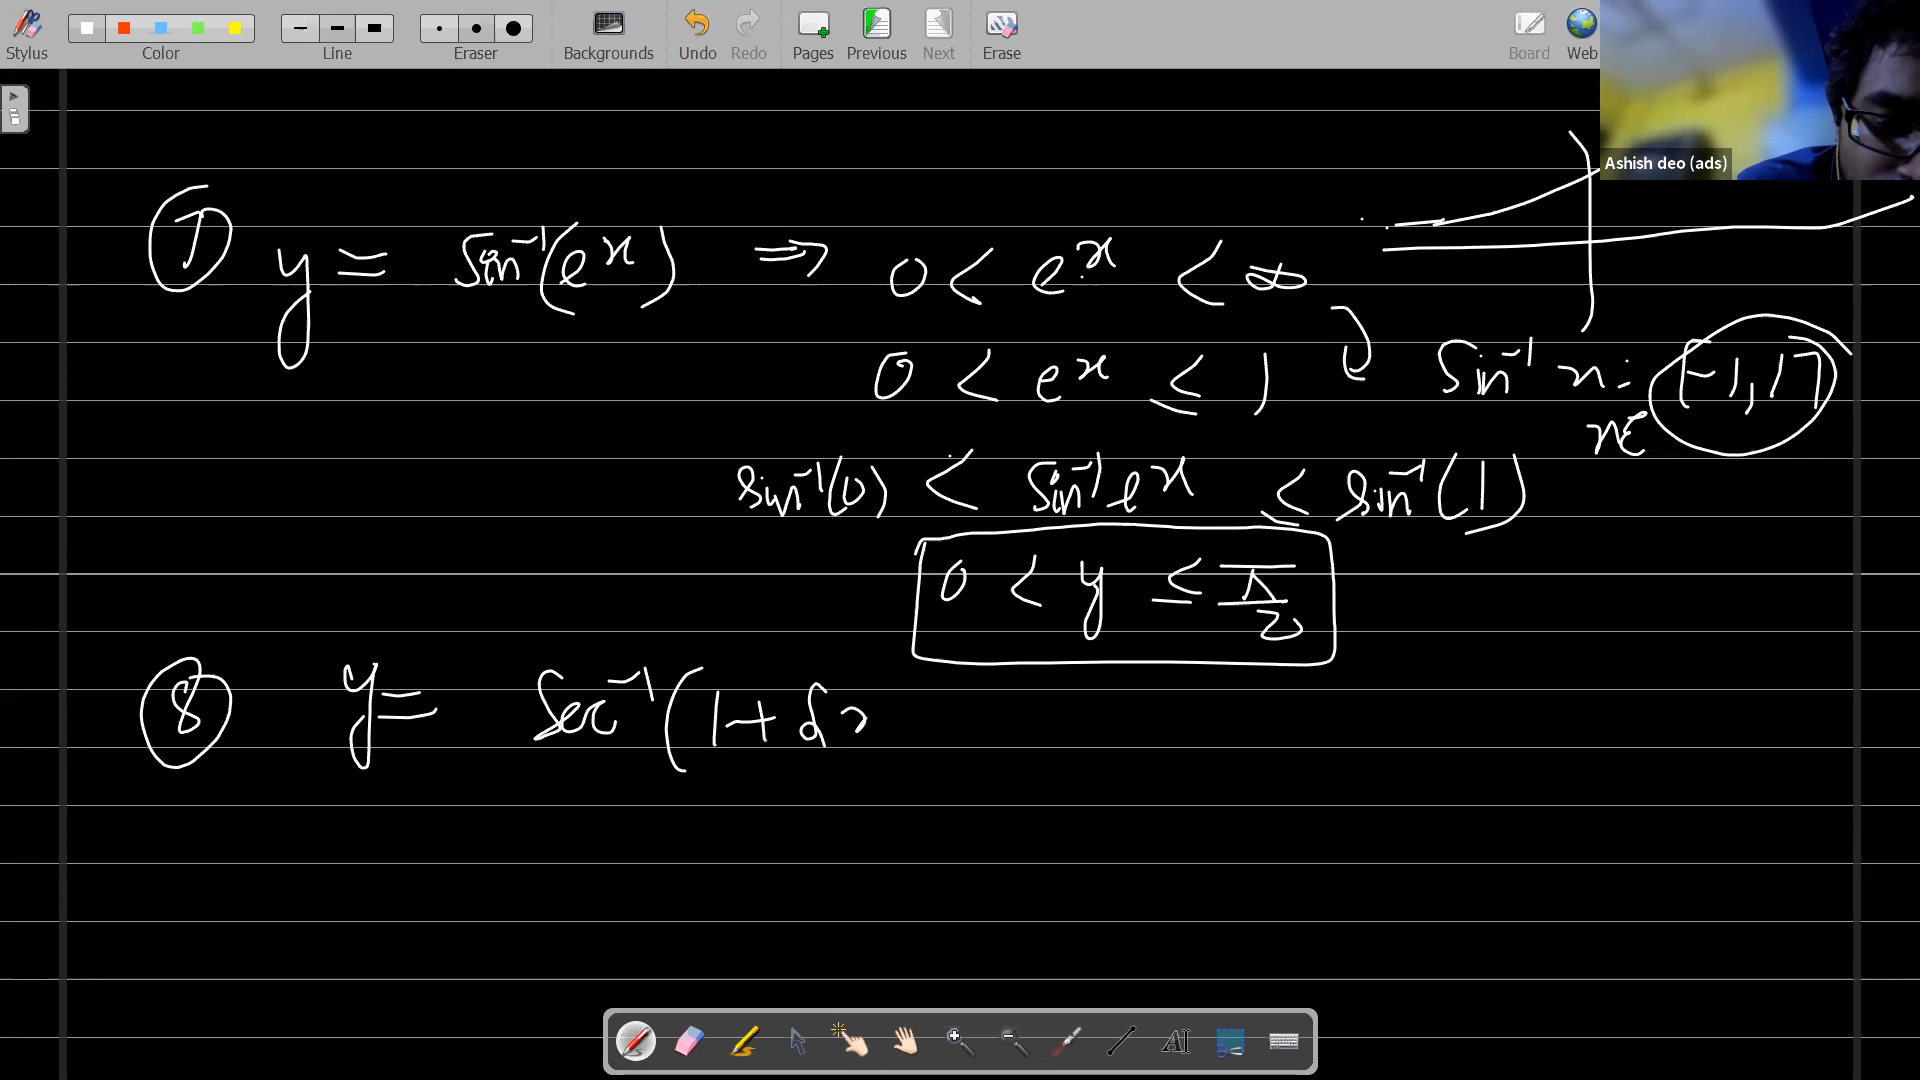 Stylus Color Line Eraser Backgrounds Undo Redo Pages Previous Next Erase Board Web
Ashish deo (ads)
⑦ y = sin⁻¹(eˣ) ⇒ 0 < eˣ < ∞
0 < eˣ ≤ 1 Sin⁻¹ x : [-1, 1]
x ∈
sin⁻¹(0) < sin⁻¹ eˣ ≤ sin⁻¹(1)
0 < y ≤ π/2
⑧ y = Sec⁻¹(1+